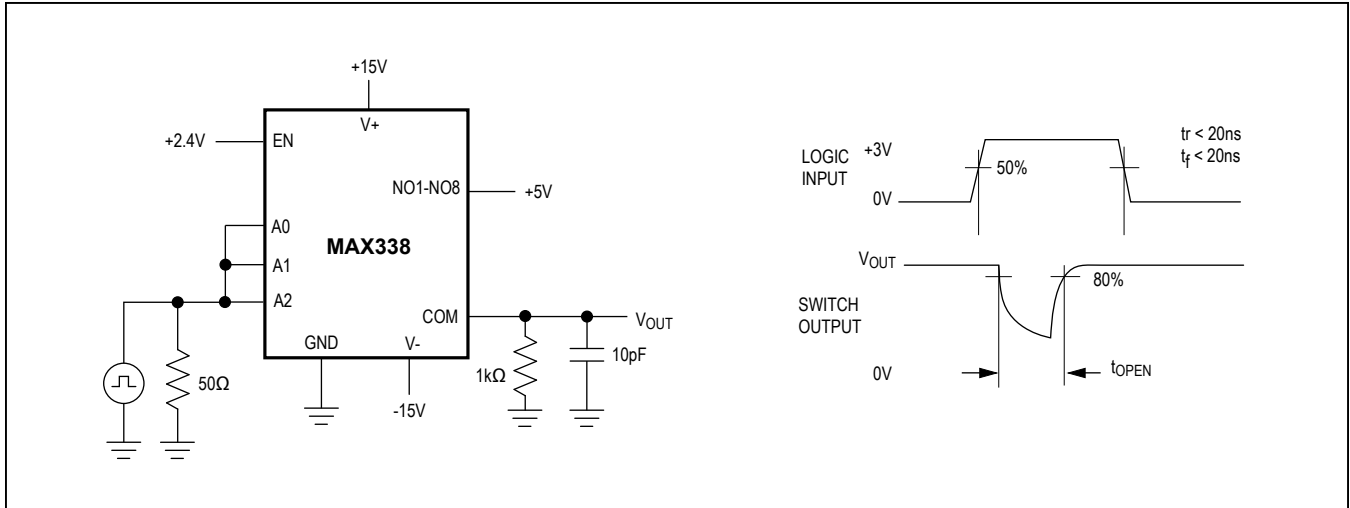 +15V
V+
+2.4V
EN
NO1-NO8
+5V
A0
MAX338
A1
A2
COM
VOUT
GND
V-
50Ω
1kΩ
10pF
-15V
LOGIC
INPUT
+3V
50%
0V
tr < 20ns
tf < 20ns
VOUT
80%
SWITCH
OUTPUT
0V
tOPEN